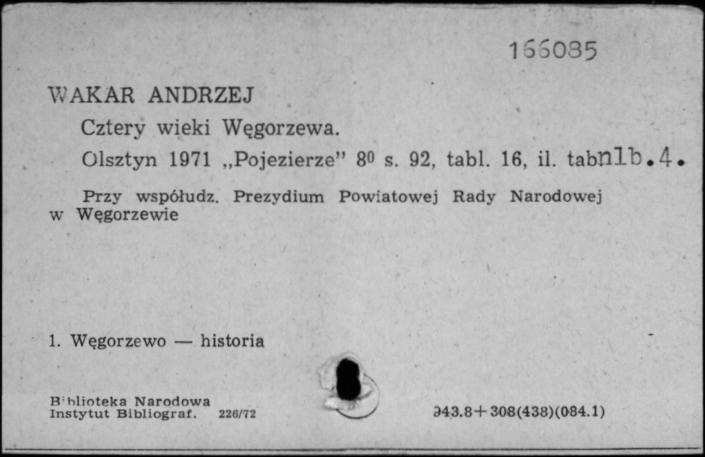 166085
WAKAR ANDRZEJ
Cztery wieki Węgorzewa.
Olsztyn 1971 „Pojezierze” 8⁰ s. 92, tabl. 16, il. tabnlb.4.
Przy współudz. Prezydium Powiatowej Rady Narodowej
w Węgorzewie
1. Węgorzewo — historia
Biblioteka Narodowa
Instytut Bibliograf. 226/72
943.8+308(438)(084.1)